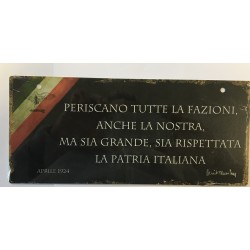 PERISCANO TUTTE LA FAZIONI,
ANCHE LA NOSTRA,
MA SIA GRANDE, SIA RISPETTATA
LA PATRIA ITALIANA
APRILE 1924